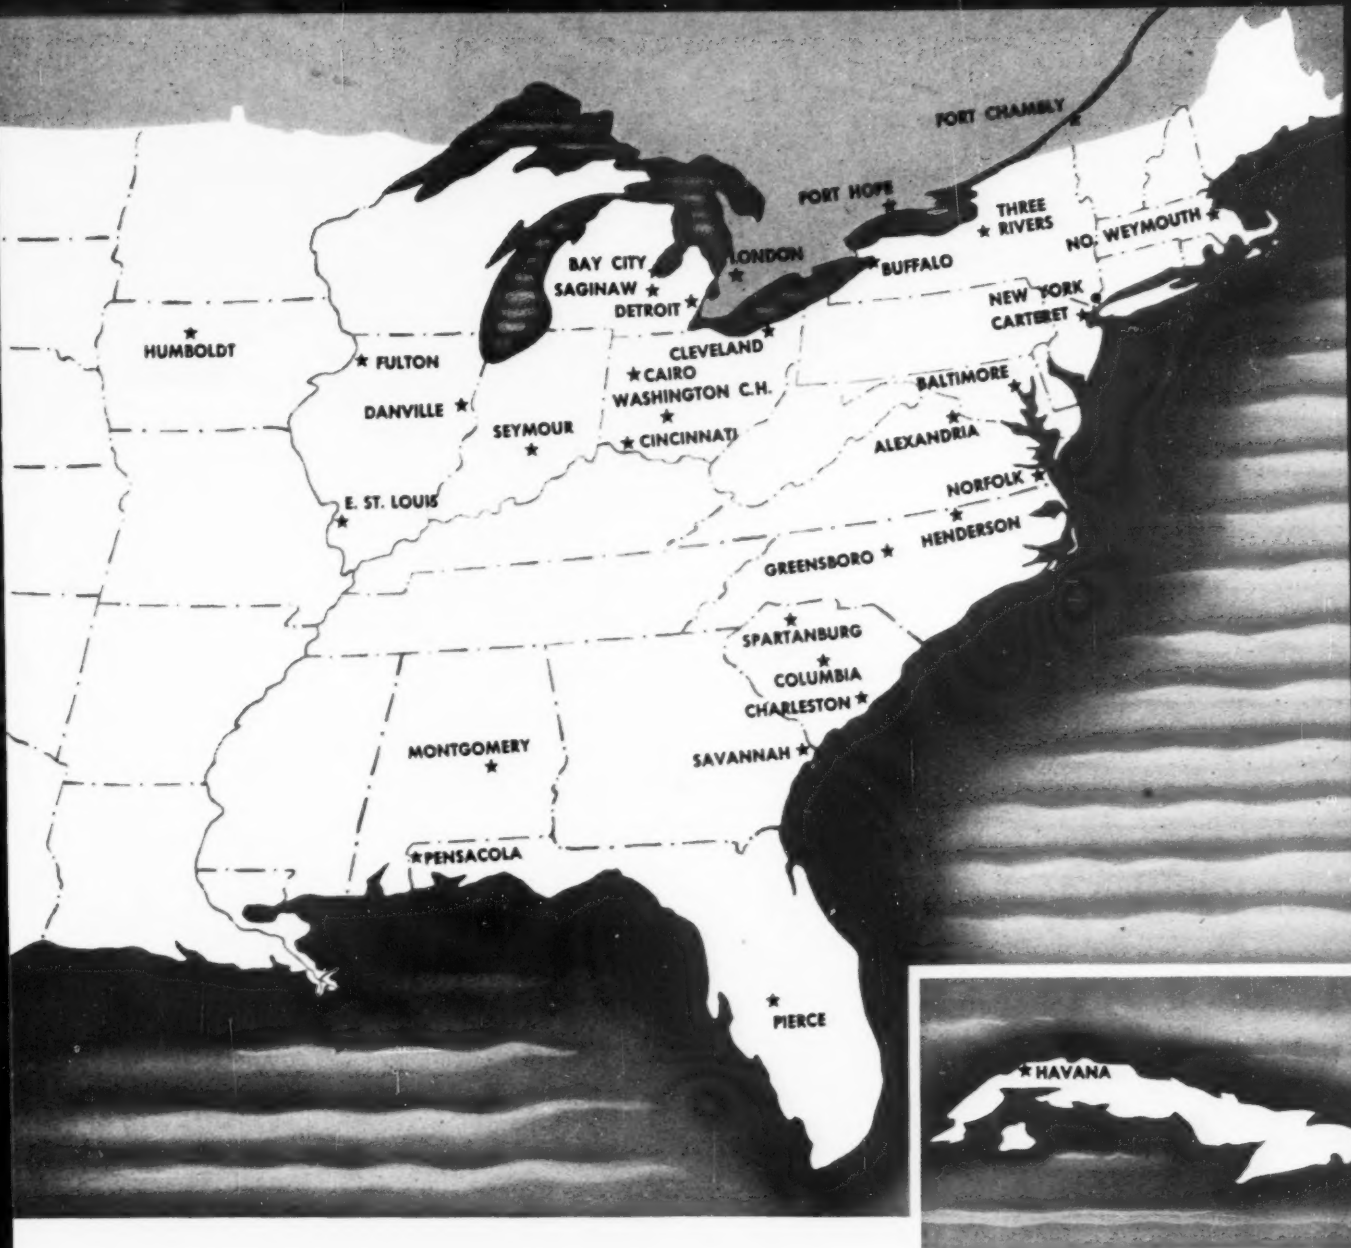 PORT CHAMBLY
PORT HOPE
THREE
RIVERS
NO. WEYMOUTH
BAY CITY
LONDON
BUFFALO
SAGINAW
NEW YORK
DETROIT
CARTERET
CLEVELAND
HUMBOLDT
FULTON
CAIRO
BALTIMORE
WASHINGTON C.H.
DANVILLE
SEYMOUR
CINCINNATI
ALEXANDRIA
NORFOLK
E. ST. LOUIS
HENDERSON
GREENSBORO
SPARTANBURG
COLUMBIA
CHARLESTON
MONTGOMERY
SAVANNAH
PENSACOLA
PIERCE
HAVANA